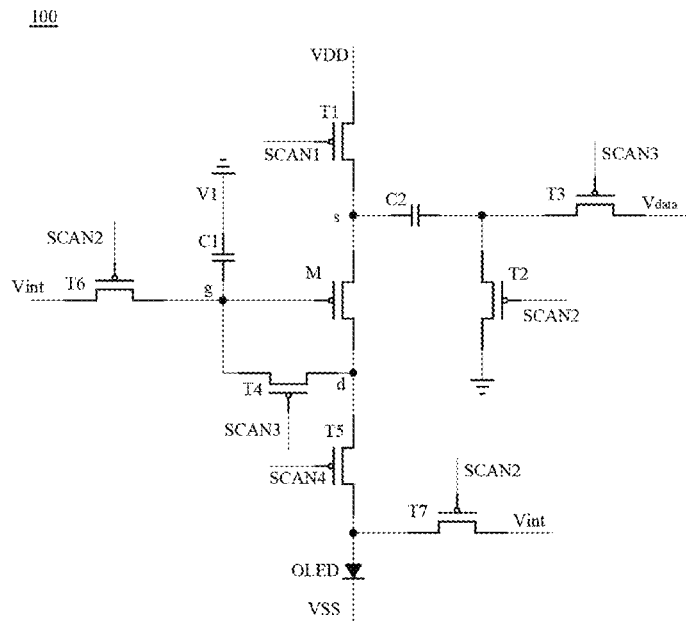 100
VDD
T1
SCAN1
SCAN3
V1
T3
s
C2
Vdata
SCAN2
C1
T6
g
M
T2
Vint
SCAN2
T4
d
SCAN3
T5
SCAN4
SCAN2
T7
Vint
OLED
VSS